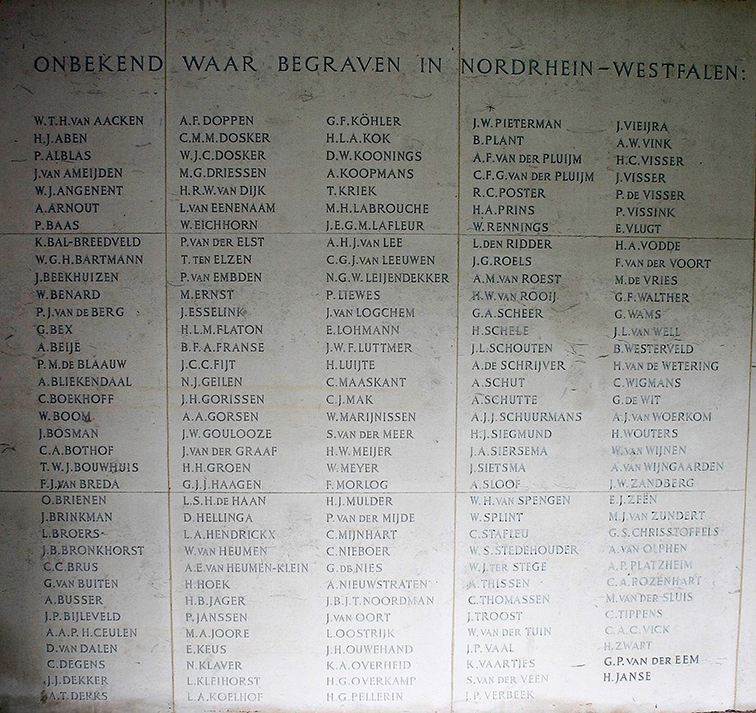 ONBEKEND WAAR BEGRAVEN IN NORDRHEIN-WESTFALEN:
W.T.H.VAN AACKEN
H.J.ABEN
P.ALBLAS
J.VAN AMEIJDEN
W.J.ANGENENT
A.ARNOUT
P.BAAS
K.BAL-BREEDVELD
W.G.H.BARTMANN
J.BEEKHUIZEN
W.BENARD
P.J.VAN DE BERG
G.BEX
A.BEIJE
P.M.DE BLAAUW
A.BLIEKENDAAL
C.BOEKHOFF
W.BOOM
J.BOSMAN
C.A.BOTHOF
T.W.J.BOUWHUIS
F.J.VAN BREDA
O.BRIENEN
J.BRINKMAN
L.BROERS
J.B.BRONKHORST
C.C.BRUS
G.VAN BUITEN
A.BUSSER
J.P.BIJLEVELD
A.A.P.H.CEULEN
D.VAN DALEN
C.DEGENS
J.J.DEKKER
A.T.DERKS
A.F.DOPPEN
C.M.M.DOSKER
W.J.C.DOSKER
M.G.DRIESSEN
H.R.W.VAN DIJK
L.VAN EENENAAM
W.EICHHORN
P.VAN DER ELST
T.TEN ELZEN
P.VAN EMBDEN
M.ERNST
J.ESSELINK
H.L.M.FLATON
B.F.A.FRANSE
J.C.C.FIJT
N.J.GEILEN
J.H.GORISSEN
A.A.GORSEN
J.W.GOULOOZE
J.VAN DER GRAAF
H.H.GROEN
G.J.J.HAAGEN
L.S.H.DE HAAN
D.HELLINGA
L.A.HENDRICKX
W.VAN HEUMEN
A.E.VAN HEUMEN-KLEIN
H.HOEK
H.B.JAGER
P.JANSSEN
M.A.JOORE
E.KEUS
N.KLAVER
L.KLEIHORST
L.A.KOELHOF
G.F.KÖHLER
H.L.A.KOK
D.W.KOONINGS
A.KOOPMANS
T.KRIEK
M.H.LABROUCHE
J.E.G.M.LAFLEUR
A.H.J.VAN LEE
C.G.J.VAN LEEUWEN
N.G.W.LEIJENDEKKER
P.LIEWES
J.VAN LOGCHEM
E.LOHMANN
J.W.F.LUTTMER
H.LUIJTE
C.MAASKANT
C.J.MAK
W.MARIJNISSEN
S.VAN DER MEER
H.W.MEIJER
W.MEYER
F.MORLOG
H.J.MULDER
P.VAN DER MIJDE
C.MIJNHART
C.NIEBOER
G.DE NIES
A.NIEUWSTRATEN
J.B.J.T.NOORDMAN
J.VAN OORT
L.OOSTRIJK
J.H.OUWEHAND
K.A.OVERHEID
H.G.OVERKAMP
H.G.PELLERIN
J.W.PIETERMAN
B.PLANT
A.F.VAN DER PLUIJM
C.F.G.VAN DER PLUIJM
R.C.POSTER
H.A.PRINS
W.RENNINGS
L.DEN RIDDER
J.G.ROELS
A.M.VAN ROEST
H.W.VAN ROOIJ
G.A.SCHEER
H.SCHELE
J.L.SCHOUTEN
A.DE SCHRIJVER
A.SCHUT
A.SCHUTTE
A.J.J.SCHUURMANS
H.J.SIEGMUND
J.A.SIERSEMA
J.SIETSMA
A.SLOOF
W.H.VAN SPENGEN
W.SPLINT
C.STAFLEU
W.S.STEDEHOUDER
W.J.TER STEGE
A.THISSEN
C.THOMASSEN
J.TROOST
W.VAN DER TUIN
J.P.VAAL
K.VAARTJES
S.VAN DER VEEN
J.P.VERBEEK
J.VIEIJRA
A.W.VINK
H.C.VISSER
J.VISSER
P.DE VISSER
P.VISSINK
E.VLUGT
H.A.VODDE
F.VAN DER VOORT
M.DE VRIES
G.F.WALTHER
G.WAMS
J.L.VAN WELL
B.WESTERVELD
H.VAN DE WETERING
C.WIGMANS
G.DE WIT
A.J.VAN WOERKOM
H.WOUTERS
W.VAN WIJNEN
A.VAN WIJNGAARDEN
J.W.ZANDBERG
E.J.ZEËN
M.J.VAN ZUNDERT
G.S.CHRISSTOFFELS
A.VAN OLPHEN
A.P.PLATZHEIM
C.A.ROZENHART
M.VAN DER SLUIS
C.TIPPENS
C.A.C.VICK
H.ZWART
G.P.VAN DER EEM
H.JANSE